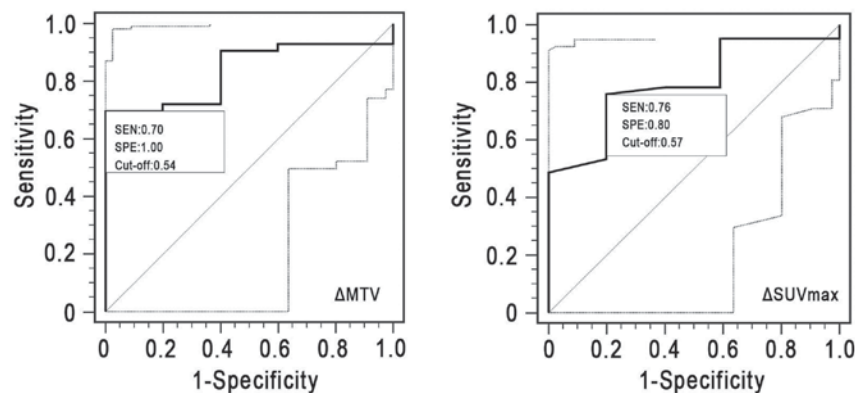 1.0
0.8
0.6
0.4
0.2
0
Sensitivity
SEN:0.70
SPE:1.00
Cut-off:0.54
ΔMTV
0 0.2 0.4 0.6 0.8 1.0
1-Specificity
1.0
0.8
0.6
0.4
0.2
0
Sensitivity
SEN:0.76
SPE:0.80
Cut-off:0.57
ΔSUVmax
0 0.2 0.4 0.6 0.8 1.0
1-Specificity